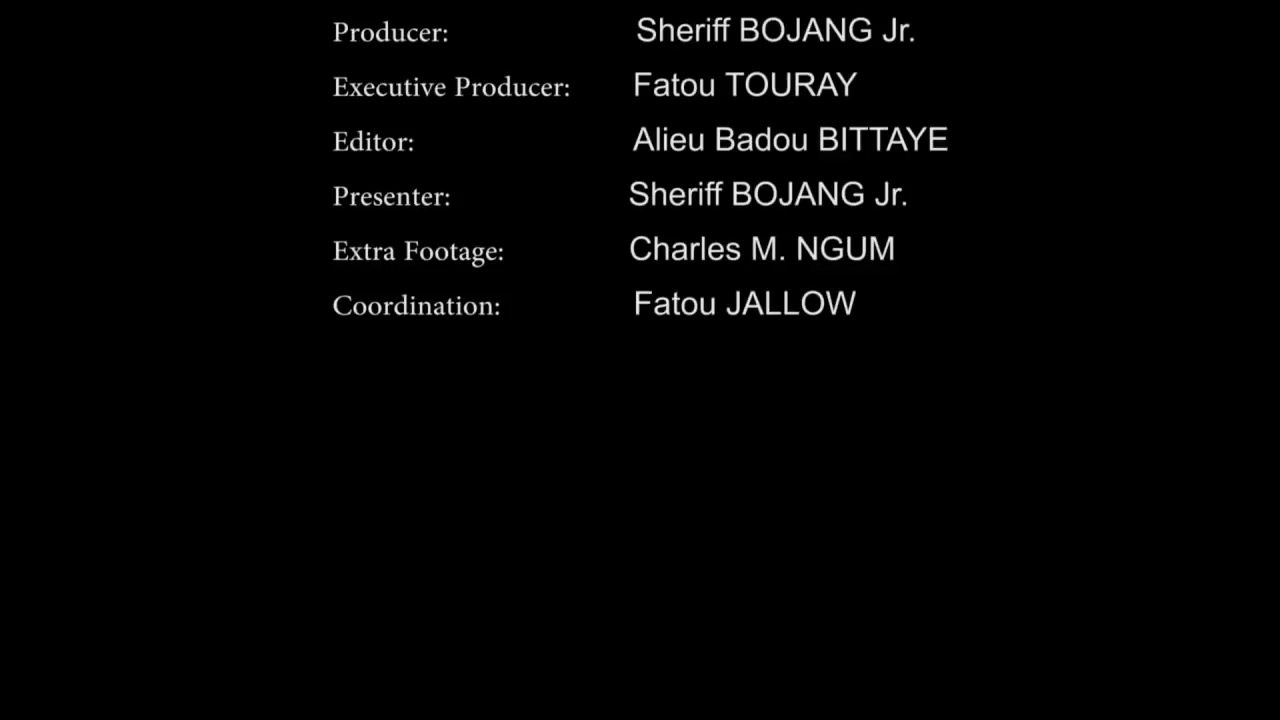 Producer: Sheriff BOJANG Jr.
Executive Producer: Fatou TOURAY
Editor: Alieu Badou BITTAYE
Presenter: Sheriff BOJANG Jr.
Extra Footage: Charles M. NGUM
Coordination: Fatou JALLOW